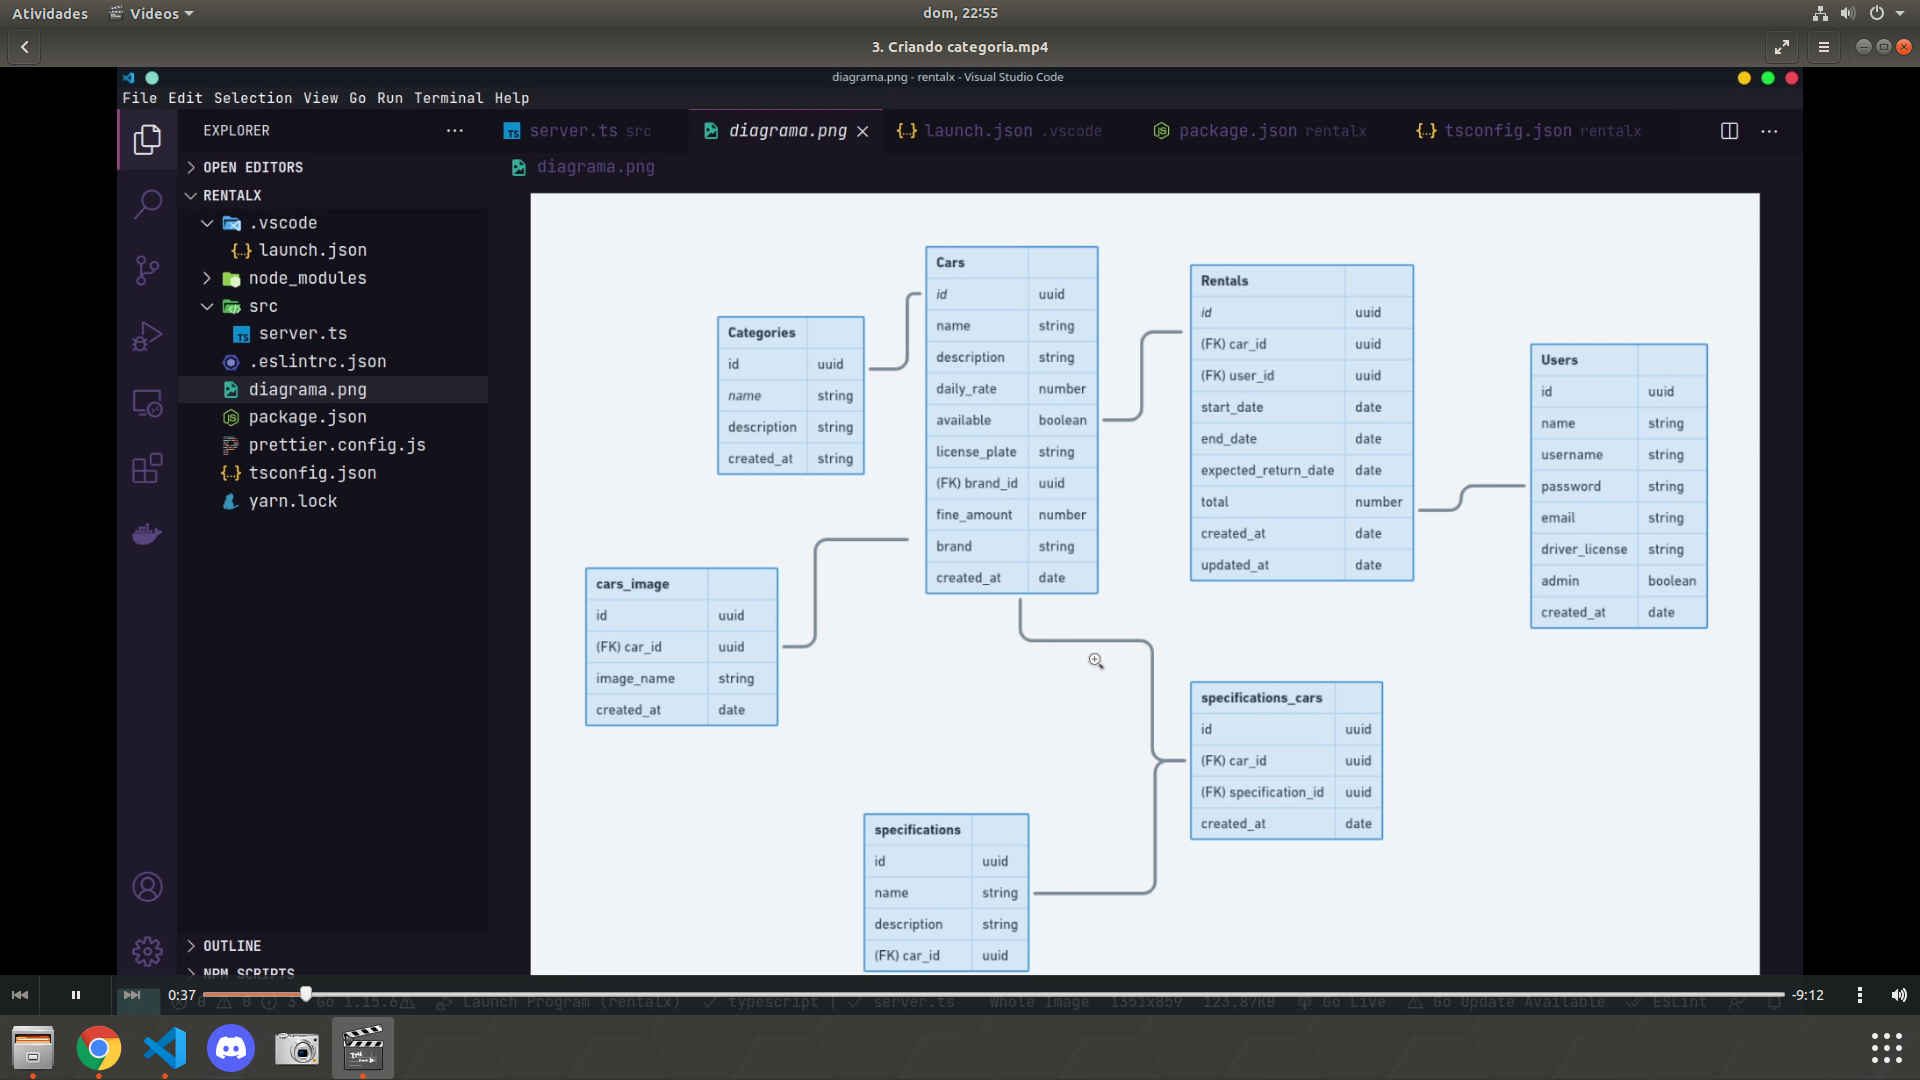 Atividades Vídeos dom, 22:55
3. Criando categoria.mp4
diagrama.png - rentalx - Visual Studio Code
File Edit Selection View Go Run Terminal Help
EXPLORER
server.ts src diagrama.png launch.json .vscode package.json rentalx tsconfig.json rentalx
diagrama.png
OPEN EDITORS
RENTALX
.vscode
launch.json
node_modules
src
server.ts
.eslintrc.json
diagrama.png
package.json
prettier.config.js
tsconfig.json
yarn.lock
OUTLINE
NPM SCRIPTS
Categories
id uuid
name string
description string
created_at string
Cars
id uuid
name string
description string
daily_rate number
available boolean
license_plate string
(FK) brand_id uuid
fine_amount number
brand string
created_at date
Rentals
id uuid
(FK) car_id uuid
(FK) user_id uuid
start_date date
end_date date
expected_return_date date
total number
created_at date
updated_at date
Users
id uuid
name string
username string
password string
email string
driver_license string
admin boolean
created_at date
cars_image
id uuid
(FK) car_id uuid
image_name string
created_at date
specifications_cars
id uuid
(FK) car_id uuid
(FK) specification_id uuid
created_at date
specifications
id uuid
name string
description string
(FK) car_id uuid
0:37 -9:12
0 0 3 Go 1.15.6 Launch Program (rentalx) typescript | server.ts Whole Image 1351x859 123.87KB Go Live Go Update Available ESLint